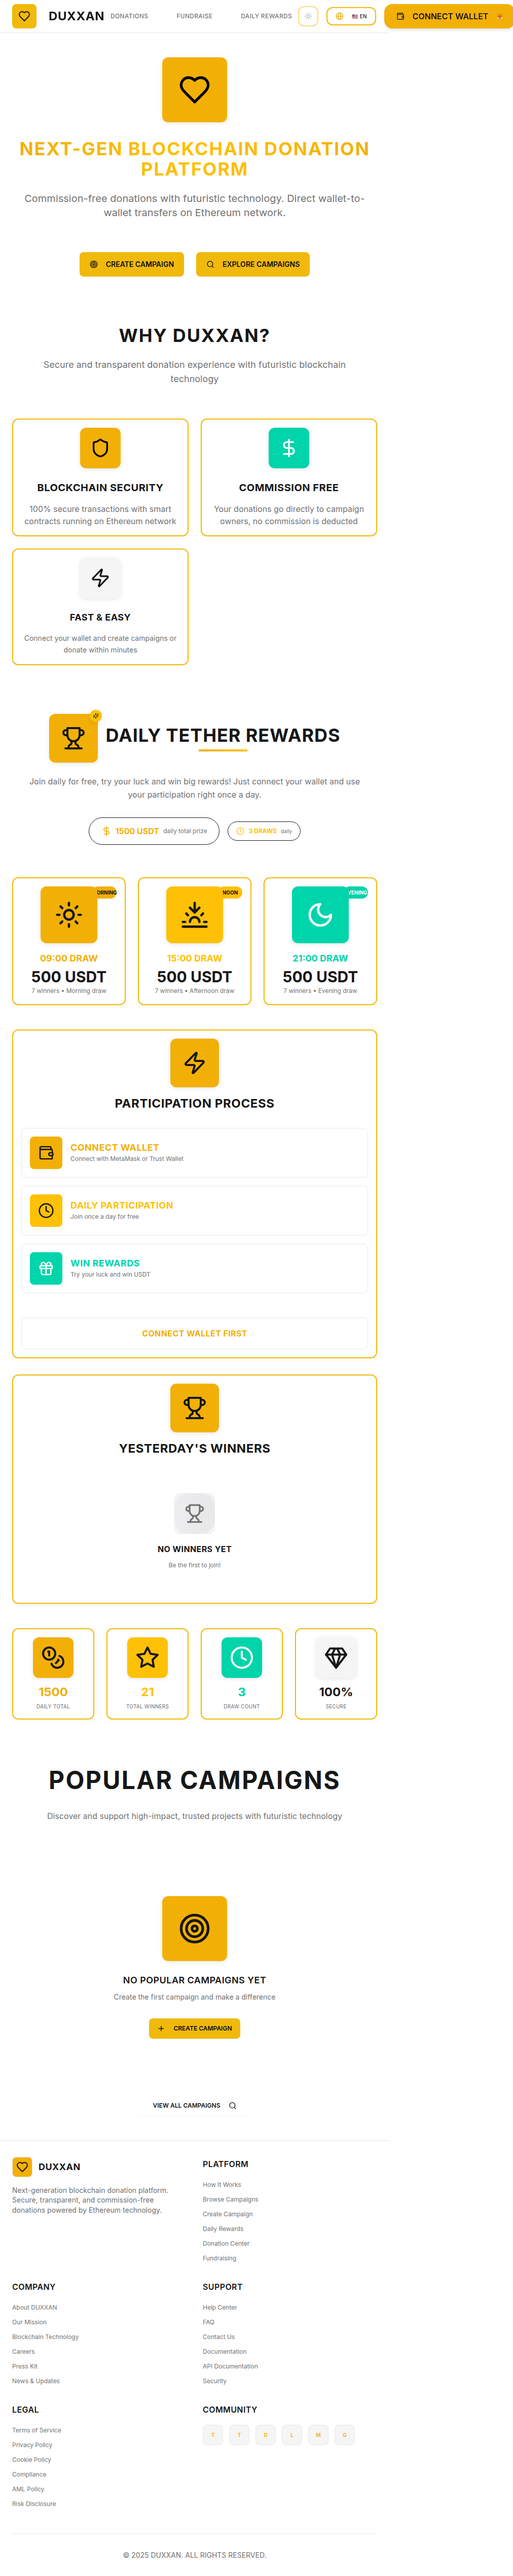 DUXXAN
DONATIONS
FUNDRAISE
DAILY REWARDS
🇺🇸 EN
CONNECT WALLET 🦊
NEXT-GEN BLOCKCHAIN DONATION
PLATFORM
Commission-free donations with futuristic technology. Direct wallet-to-
wallet transfers on Ethereum network.
CREATE CAMPAIGN
EXPLORE CAMPAIGNS
WHY DUXXAN?
Secure and transparent donation experience with futuristic blockchain
technology
BLOCKCHAIN SECURITY
100% secure transactions with smart
contracts running on Ethereum network
COMMISSION FREE
Your donations go directly to campaign
owners, no commission is deducted
FAST & EASY
Connect your wallet and create campaigns or
donate within minutes
DAILY TETHER REWARDS
Join daily for free, try your luck and win big rewards! Just connect your wallet and use
your participation right once a day.
1500 USDT daily total prize
3 DRAWS daily
ORNING
09:00 DRAW
500 USDT
7 winners • Morning draw
NOON
15:00 DRAW
500 USDT
7 winners • Afternoon draw
VENING
21:00 DRAW
500 USDT
7 winners • Evening draw
PARTICIPATION PROCESS
CONNECT WALLET
Connect with MetaMask or Trust Wallet
DAILY PARTICIPATION
Join once a day for free
WIN REWARDS
Try your luck and win USDT
CONNECT WALLET FIRST
YESTERDAY'S WINNERS
NO WINNERS YET
Be the first to join!
1500
DAILY TOTAL
21
TOTAL WINNERS
3
DRAW COUNT
100%
SECURE
POPULAR CAMPAIGNS
Discover and support high-impact, trusted projects with futuristic technology
NO POPULAR CAMPAIGNS YET
Create the first campaign and make a difference
CREATE CAMPAIGN
VIEW ALL CAMPAIGNS
DUXXAN
Next-generation blockchain donation platform.
Secure, transparent, and commission-free
donations powered by Ethereum technology.
PLATFORM
How It Works
Browse Campaigns
Create Campaign
Daily Rewards
Donation Center
Fundraising
COMPANY
About DUXXAN
Our Mission
Blockchain Technology
Careers
Press Kit
News & Updates
SUPPORT
Help Center
FAQ
Contact Us
Documentation
API Documentation
Security
LEGAL
Terms of Service
Privacy Policy
Cookie Policy
Compliance
AML Policy
Risk Disclosure
COMMUNITY
T T D L M G
© 2025 DUXXAN. ALL RIGHTS RESERVED.